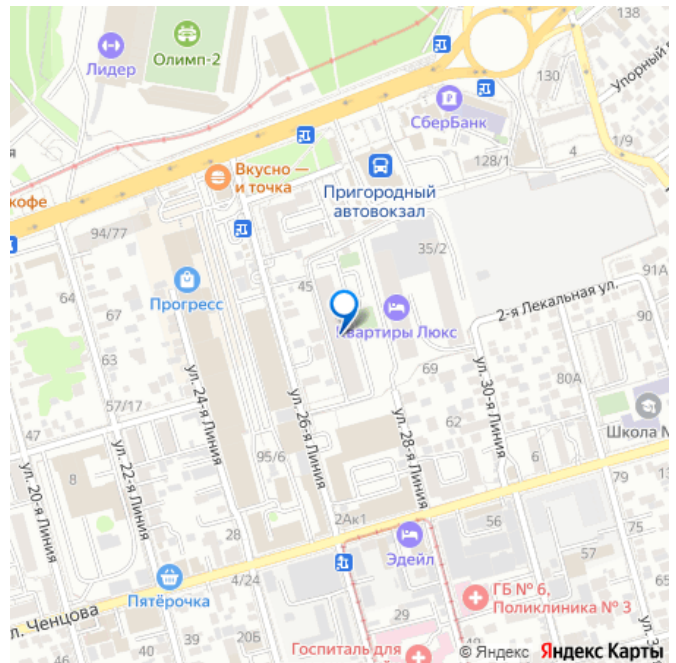 138
Лидер
Олимп-2
Упорный
130
СберБанк
1/9
128/1
4
Вкусно —
и точка
кофе
Пригородный
автовокзал
94/77
35/2
91А
45
64
Прогресс
2-я Лекальная ул.
67
90
Квартиры Люкс
63
69
80А
57/17
62
47
Школа №
ул. 20-я Линия
ул. 22-я Линия
ул. 24-я Линия
ул. 26-я Линия
ул. 28-я Линия
ул. 30-я Линия
8
95/6
6
79
2Ак1
56
75
28
Эдейл
57
4/24
Пятёрочка
ГБ № 6,
Поликлиника № 3
65
л. Ченцова
29
40
39
20Б
Госпиталь для
ул. 3
© Яндекс Яндекс Карты